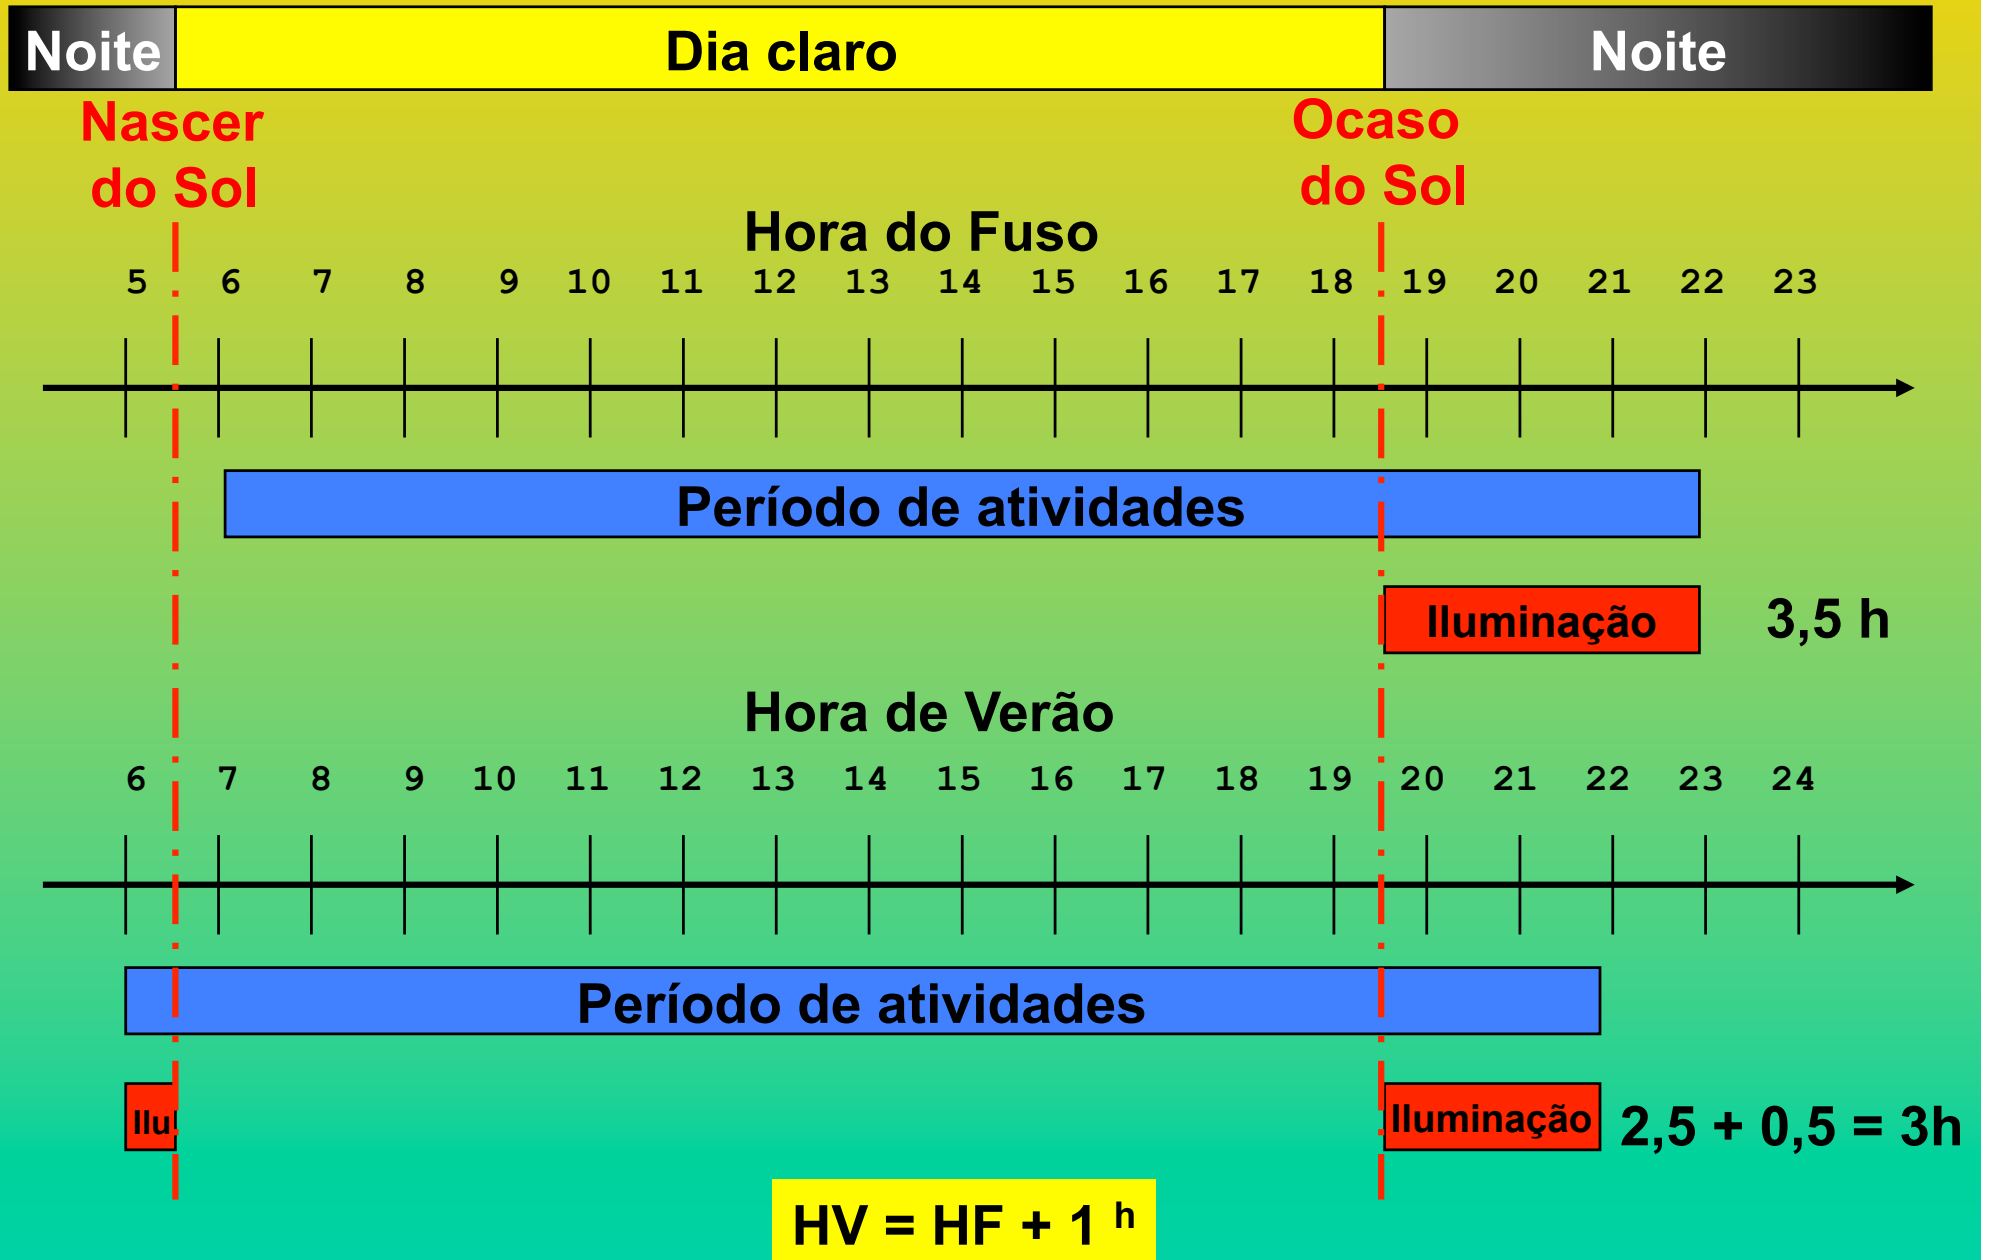 Noite Dia claro Noite
Nascer
do Sol
Ocaso
do Sol
Hora do Fuso
5 6 7 8 9 10 11 12 13 14 15 16 17 18 19 20 21 22 23
Período de atividades
Iluminação 3,5 h
Hora de Verão
6 7 8 9 10 11 12 13 14 15 16 17 18 19 20 21 22 23 24
Período de atividades
Ilu Iluminação 2,5 + 0,5 = 3h
HV = HF + 1 h